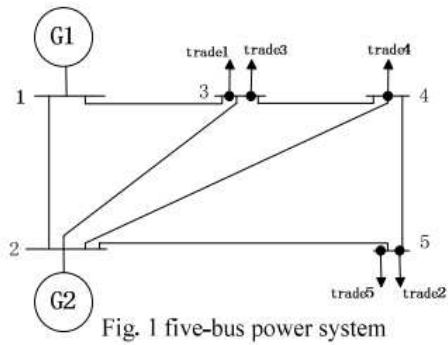 G1
trade1 trade3 trade4
1 3 4
2 5
G2
trade5 trade2
Fig. 1 five-bus power system